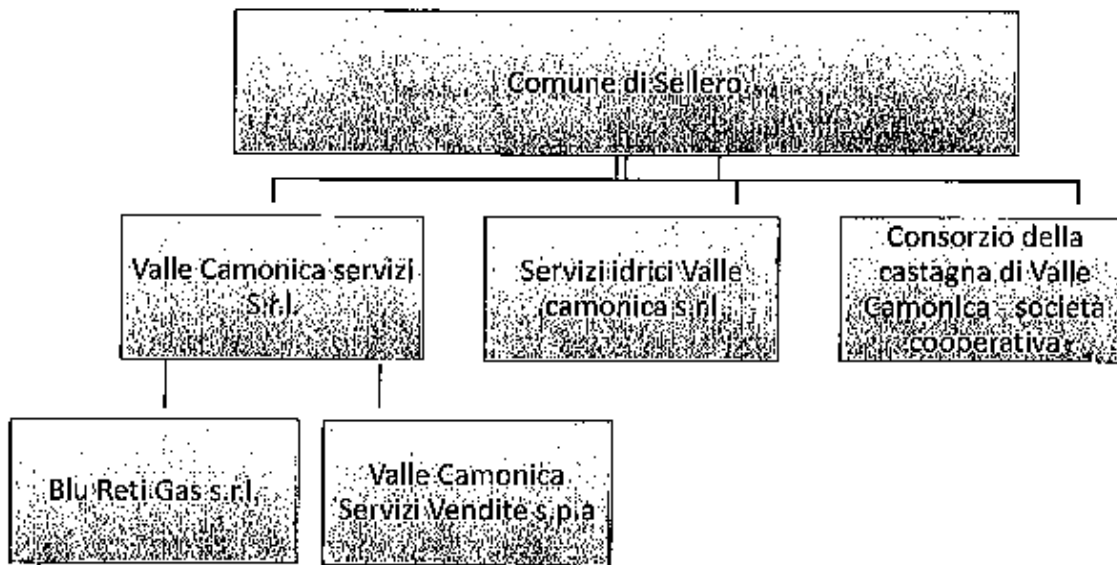 Comune di Sellero
Valle Camonica servizi
S.r.l.
Servizi idrici Valle
camonica s.r.l.
Consorzio della
castagna di Valle
Camonica - società
cooperativa
Blu Reti Gas s.r.l.
Valle Camonica
Servizi Vendite s.p.a